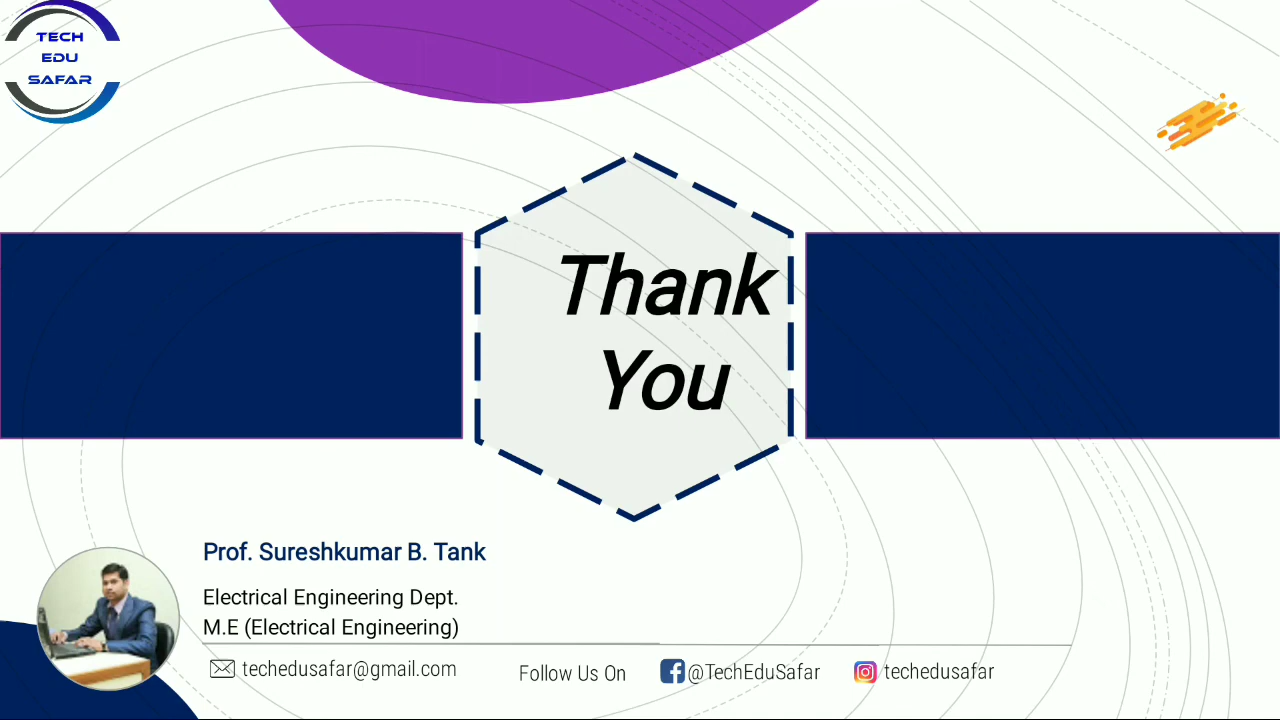 TECH
EDU
SAFAR
Thank
You
Prof. Sureshkumar B. Tank
Electrical Engineering Dept.
M.E (Electrical Engineering)
techedusafar@gmail.com
Follow Us On
@TechEduSafar
techedusafar